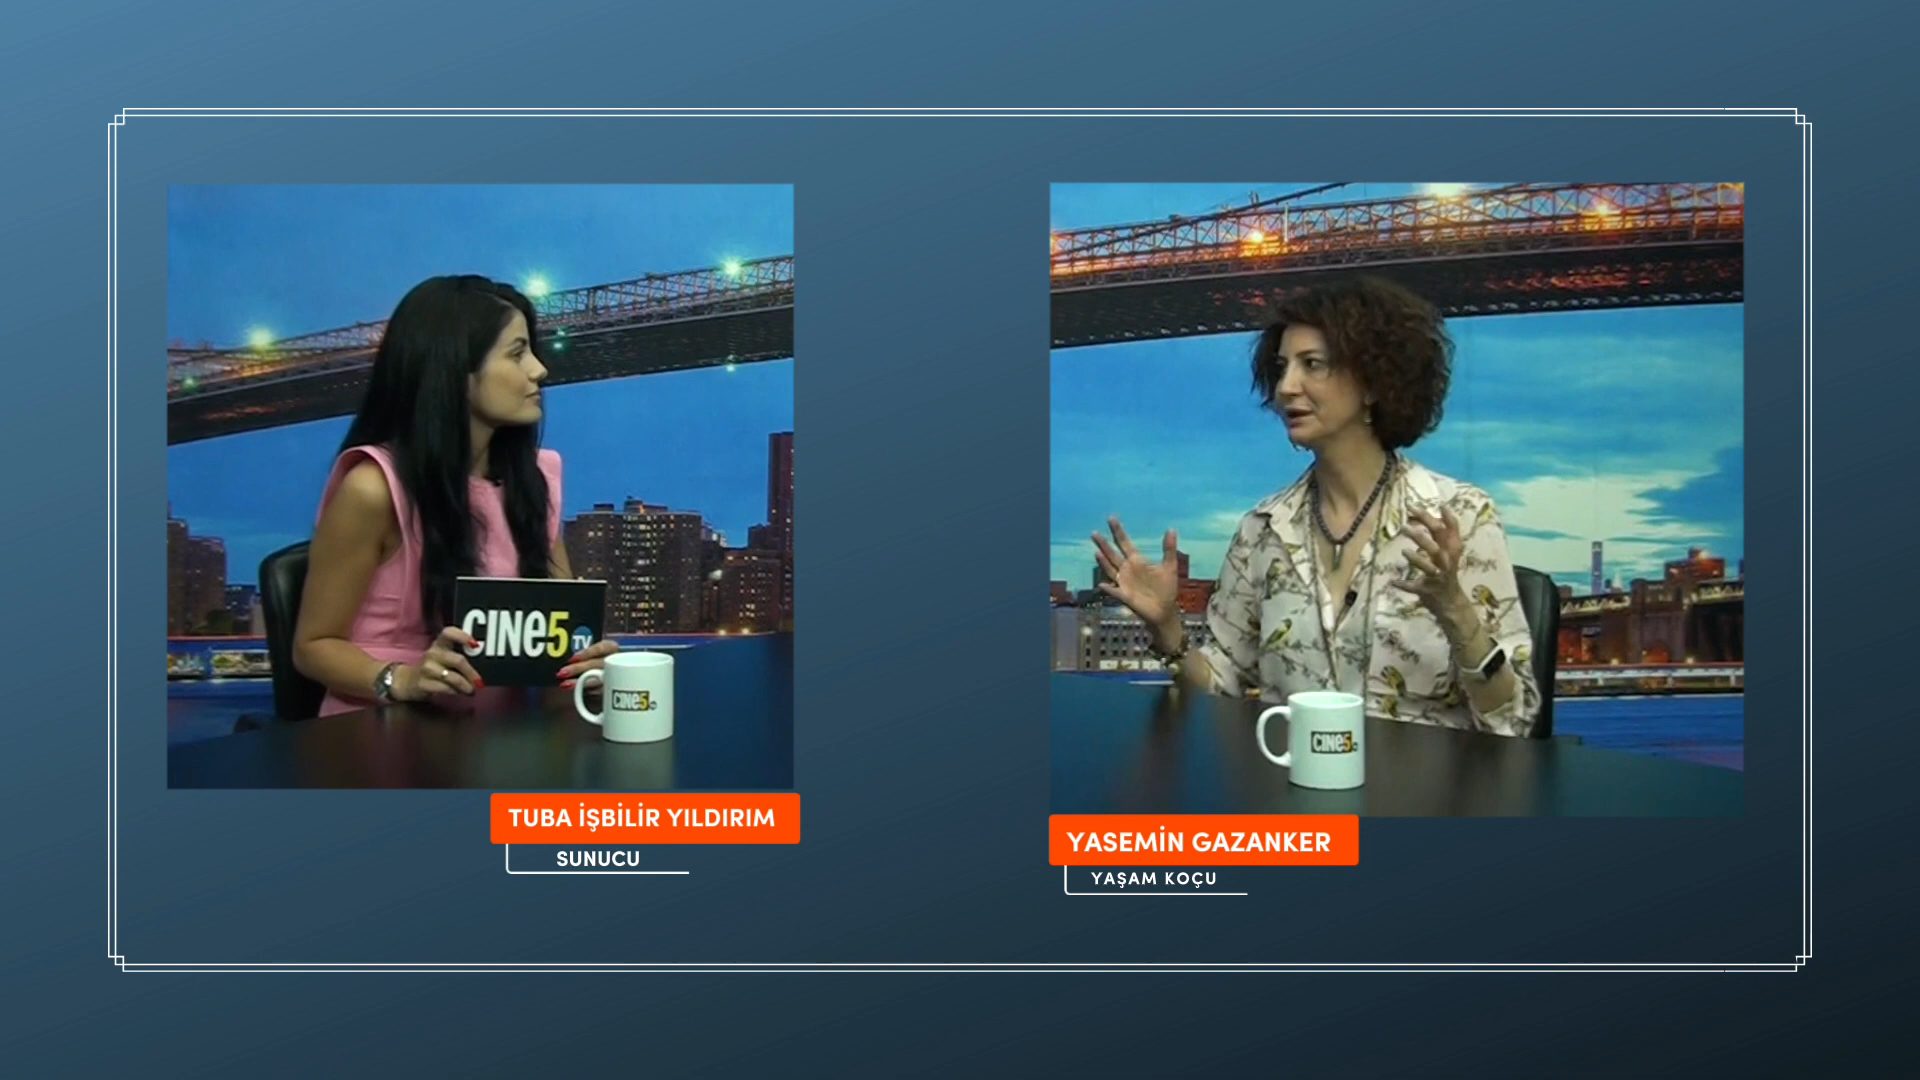 CINE5 TV
CINE5
TUBA İŞBİLİR YILDIRIM
SUNUCU
CINE5
YASEMİN GAZANKER
YAŞAM KOÇU